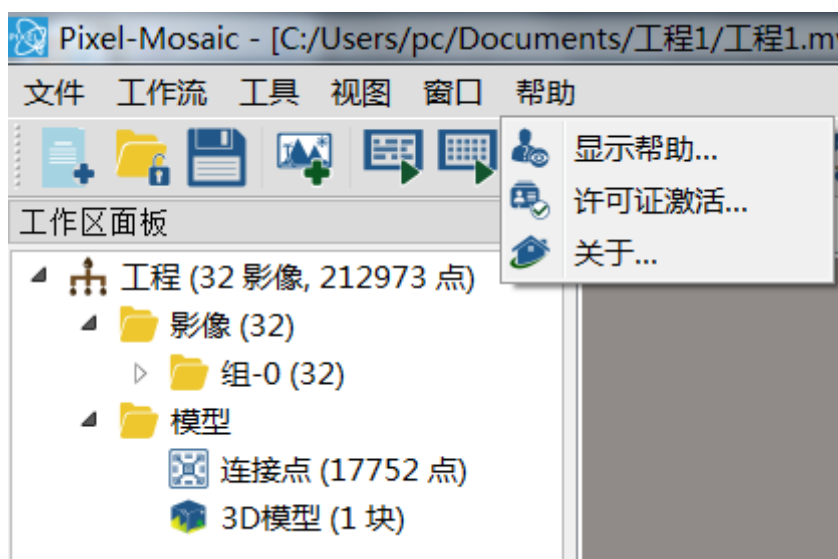 Pixel-Mosaic - [C:/Users/pc/Documents/工程1/工程1.m
文件 工作流 工具 视图 窗口 帮助
显示帮助...
许可证激活...
关于...
工作区面板
工程 (32 影像, 212973 点)
影像 (32)
组-0 (32)
模型
连接点 (17752 点)
3D模型 (1 块)